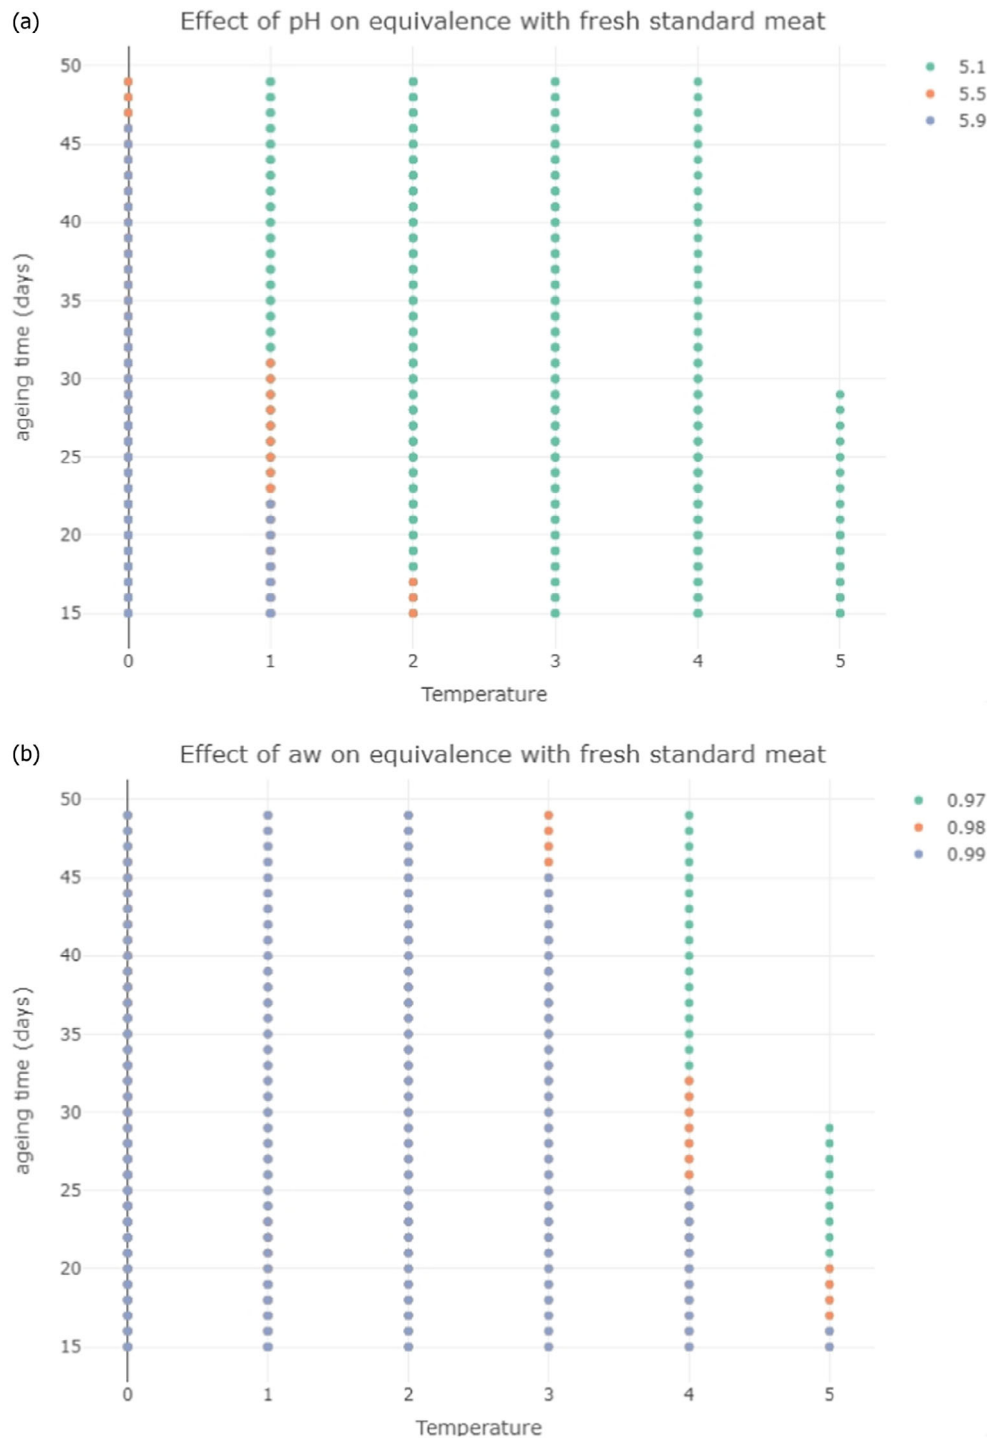 (a)
Effect of pH on equivalence with fresh standard meat
5.1
5.5
5.9
50
45
40
35
30
25
20
15
ageing time (days)
0 1 2 3 4 5
Temperature
(b)
Effect of aw on equivalence with fresh standard meat
0.97
0.98
0.99
50
45
40
35
30
25
20
15
ageing time (days)
0 1 2 3 4 5
Temperature